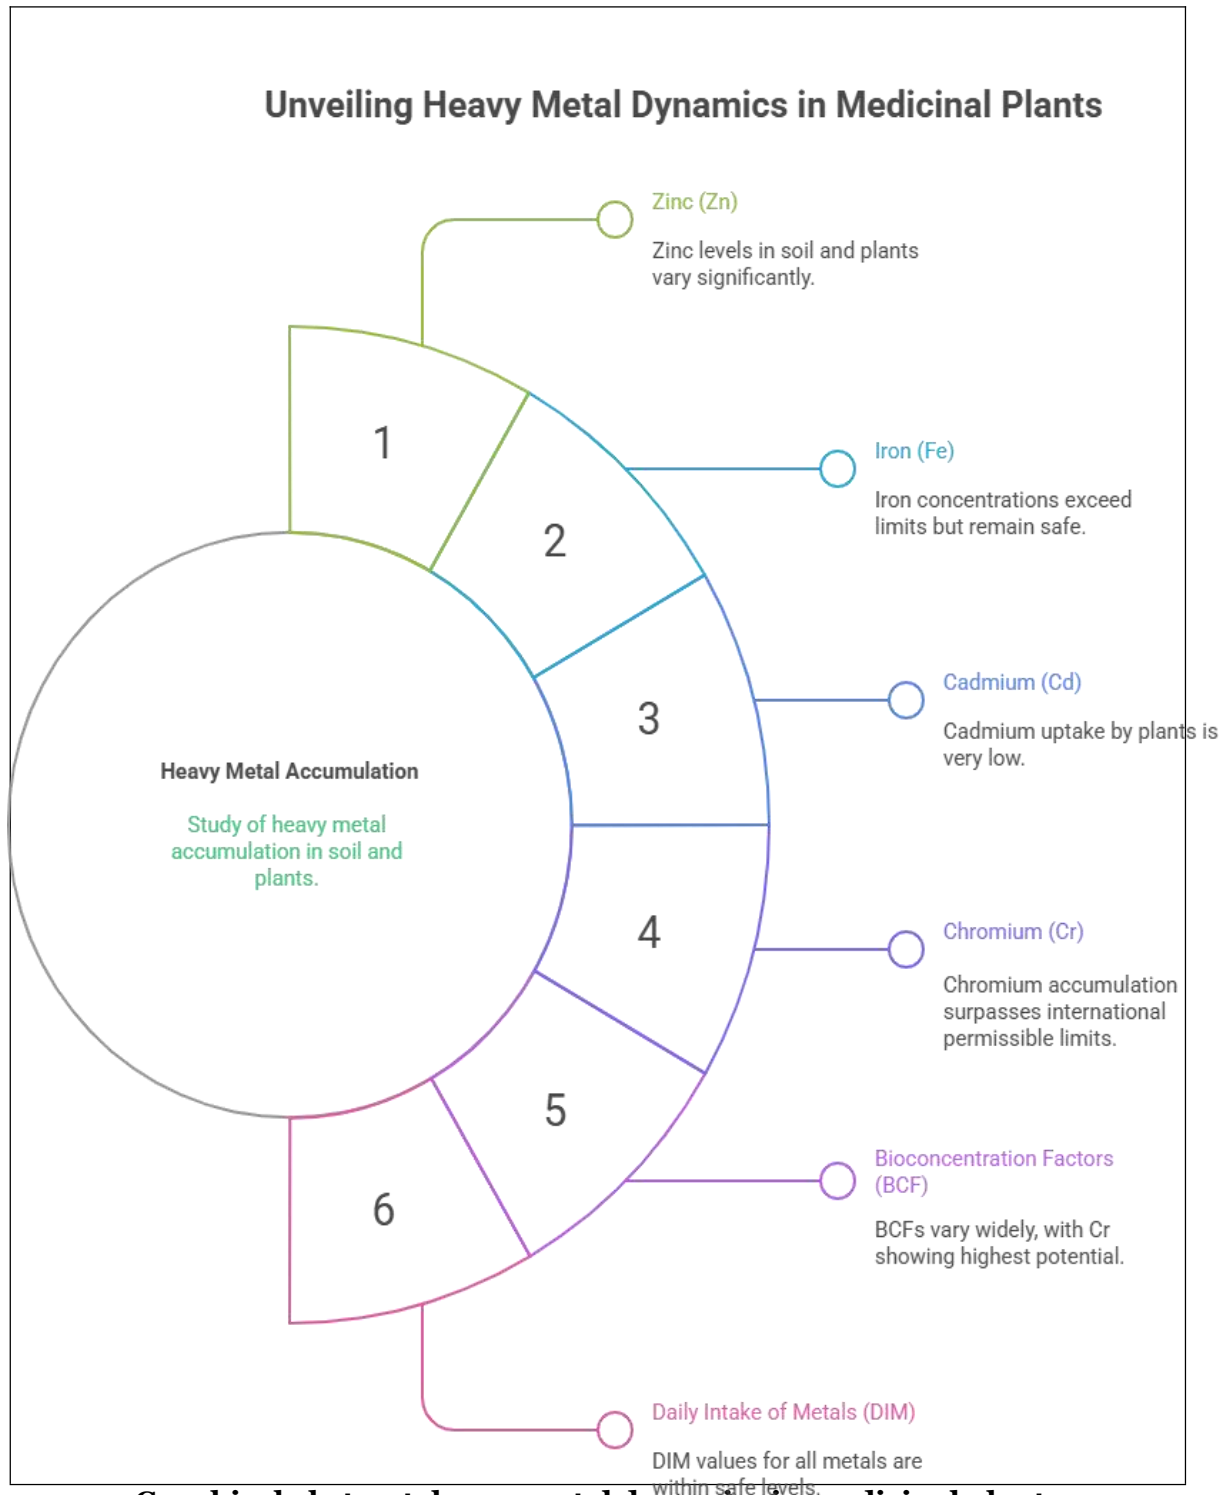 Unveiling Heavy Metal Dynamics in Medicinal Plants
Zinc (Zn)
Zinc levels in soil and plants
vary significantly.
1
Iron (Fe)
Iron concentrations exceed
limits but remain safe.
2
Cadmium (Cd)
Cadmium uptake by plants is
very low.
3
Heavy Metal Accumulation
Study of heavy metal
accumulation in soil and
plants.
4
Chromium (Cr)
Chromium accumulation
surpasses international
permissible limits.
5
Bioconcentration Factors
(BCF)
BCFs vary widely, with Cr
showing highest potential.
6
Daily Intake of Metals (DIM)
DIM values for all metals are
within safe levels.